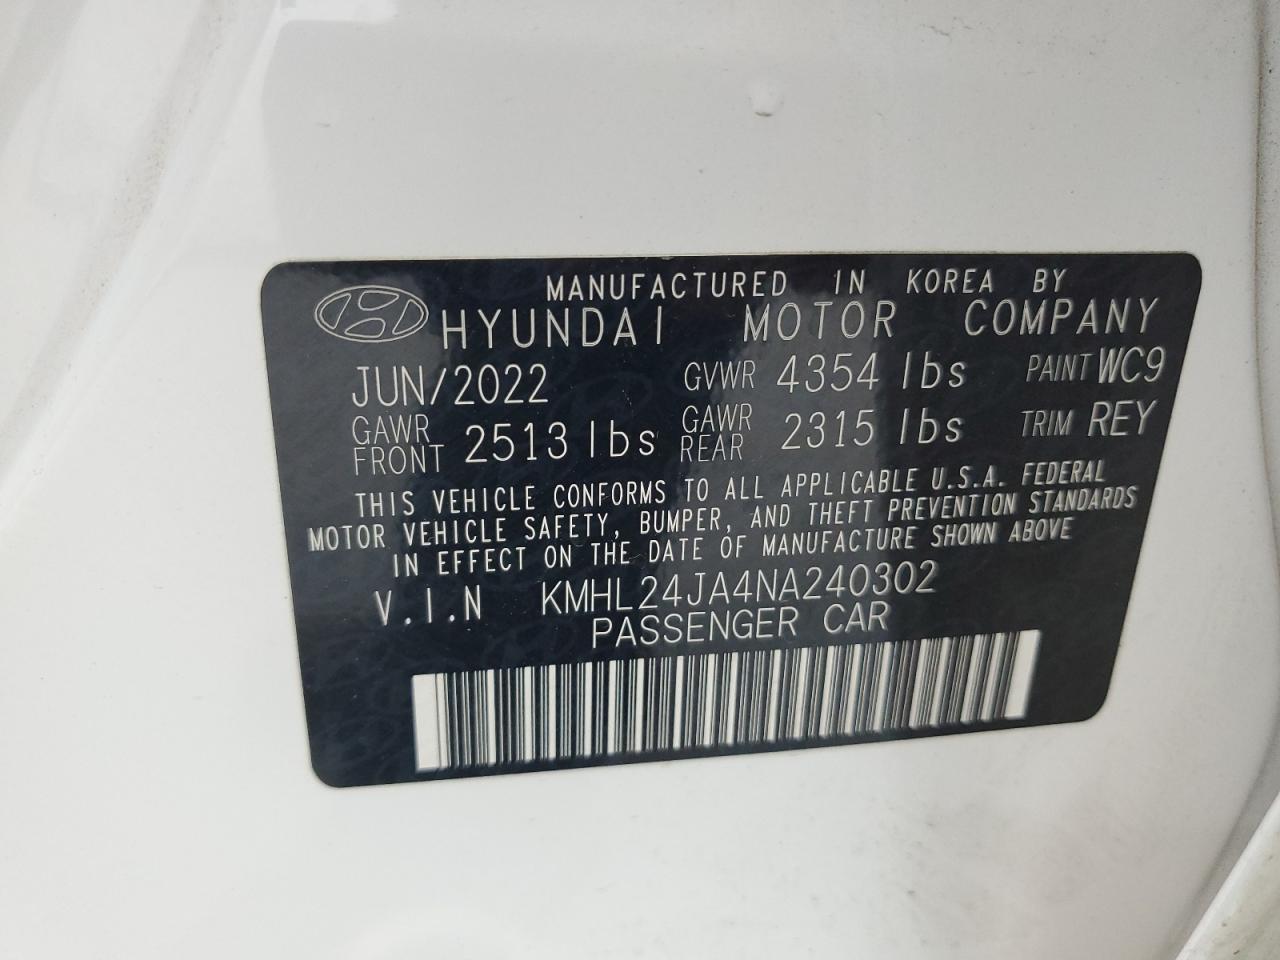 MANUFACTURED IN KOREA BY
HYUNDAI MOTOR COMPANY
JUN/2022 GVWR 4354 lbs PAINT WC9
GAWR FRONT 2513 lbs GAWR REAR 2315 lbs TRIM REY
THIS VEHICLE CONFORMS TO ALL APPLICABLE U.S.A. FEDERAL
MOTOR VEHICLE SAFETY, BUMPER, AND THEFT PREVENTION STANDARDS
IN EFFECT ON THE DATE OF MANUFACTURE SHOWN ABOVE
V.I.N KMHL24JA4NA240302
PASSENGER CAR